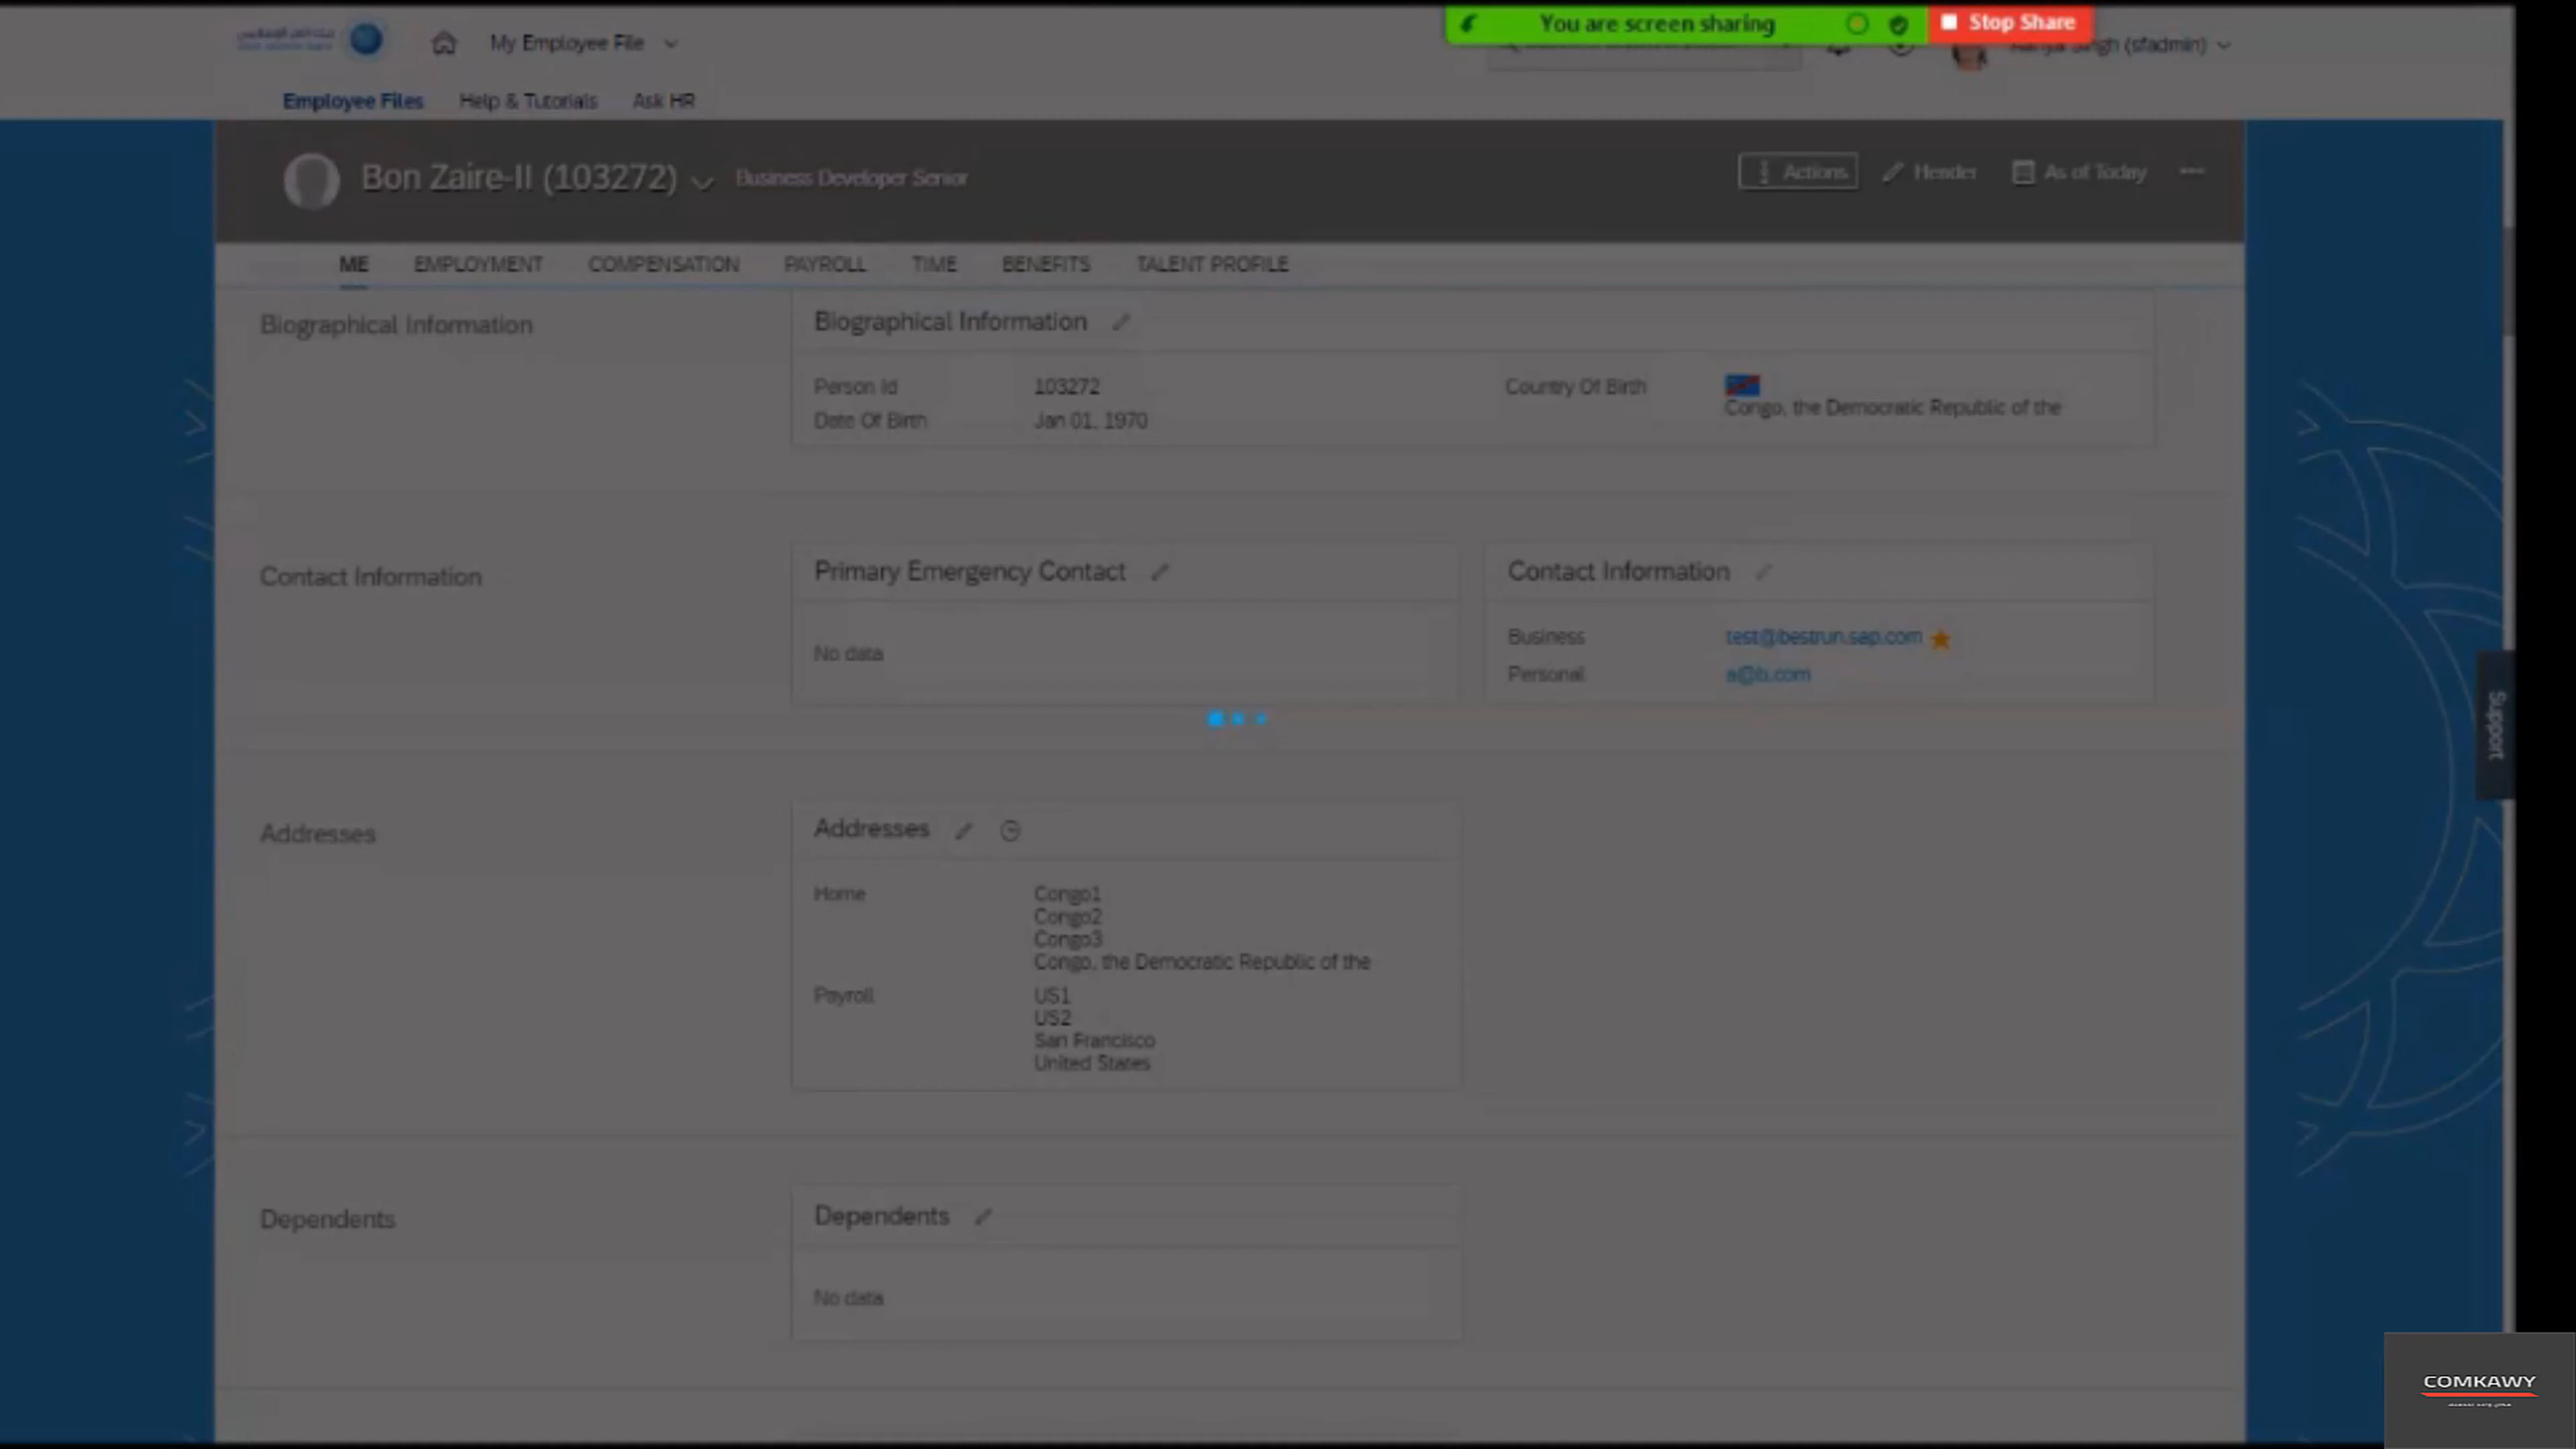 You are screen sharing
Stop Share
My Employee File
(sfadmin)
Employee Files
Help & Tutorials
Ask HR
Bon Zaire-II (103272)
Business Developer Senior
Actions
Header
As of Today
ME
EMPLOYMENT
COMPENSATION
PAYROLL
TIME
BENEFITS
TALENT PROFILE
Biographical Information
Biographical Information
Person Id
103272
Country Of Birth
Congo, the Democratic Republic of the
Date Of Birth
Jan 01, 1970
Contact Information
Primary Emergency Contact
No data
Contact Information
Business
test@bestrun.sap.com
Personal
a@b.com
Support
Addresses
Addresses
Home
Congo1
Congo2
Congo3
Congo, the Democratic Republic of the
Payroll
US1
US2
San Francisco
United States
Dependents
Dependents
No data
COMKAWY